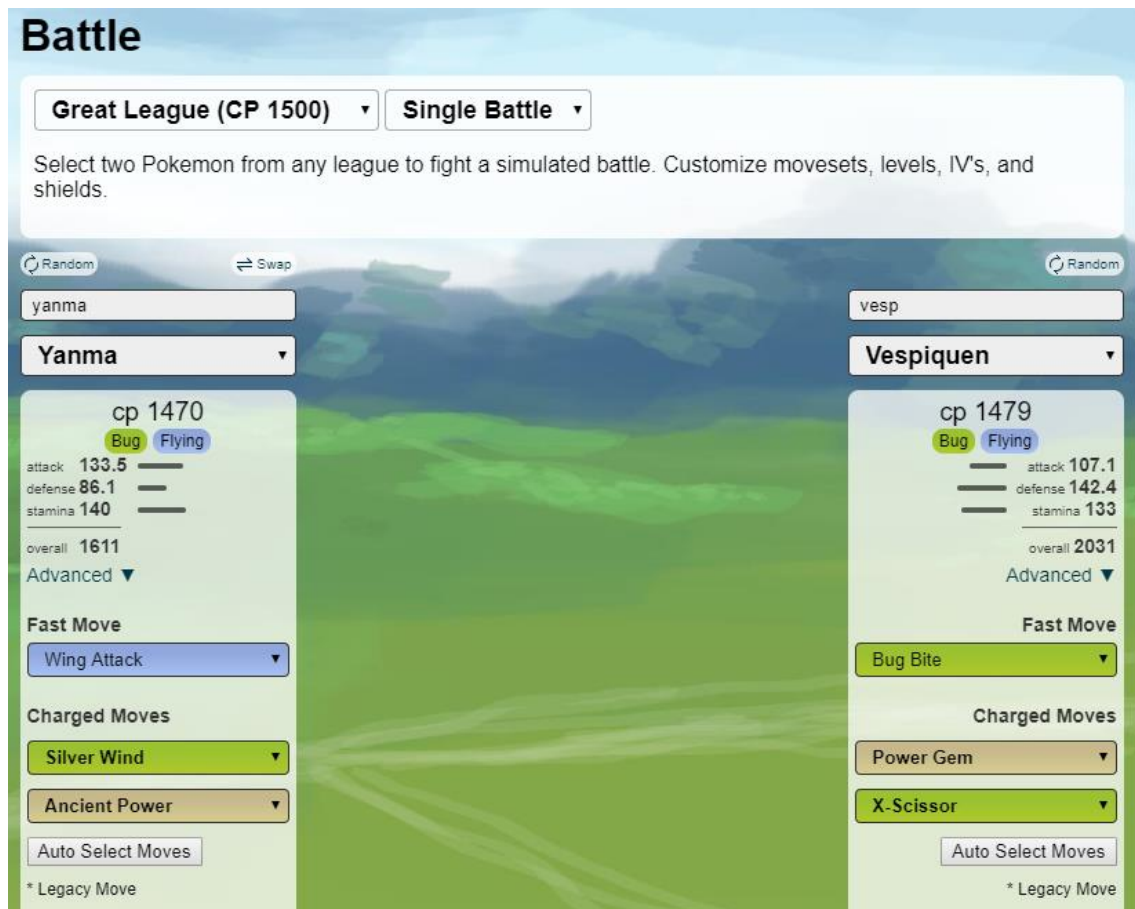 Battle
Great League (CP 1500) ▼ Single Battle ▼
Select two Pokemon from any league to fight a simulated battle. Customize movesets, levels, IV's, and
shields.
Random
Swap
yanma
Yanma ▼
cp 1470
Bug Flying
attack 133.5
defense 86.1
stamina 140
overall 1611
Advanced ▼
Fast Move
Wing Attack ▼
Charged Moves
Silver Wind ▼
Ancient Power ▼
Auto Select Moves
* Legacy Move
Random
vesp
Vespiquen ▼
cp 1479
Bug Flying
attack 107.1
defense 142.4
stamina 133
overall 2031
Advanced ▼
Fast Move
Bug Bite ▼
Charged Moves
Power Gem ▼
X-Scissor ▼
Auto Select Moves
* Legacy Move